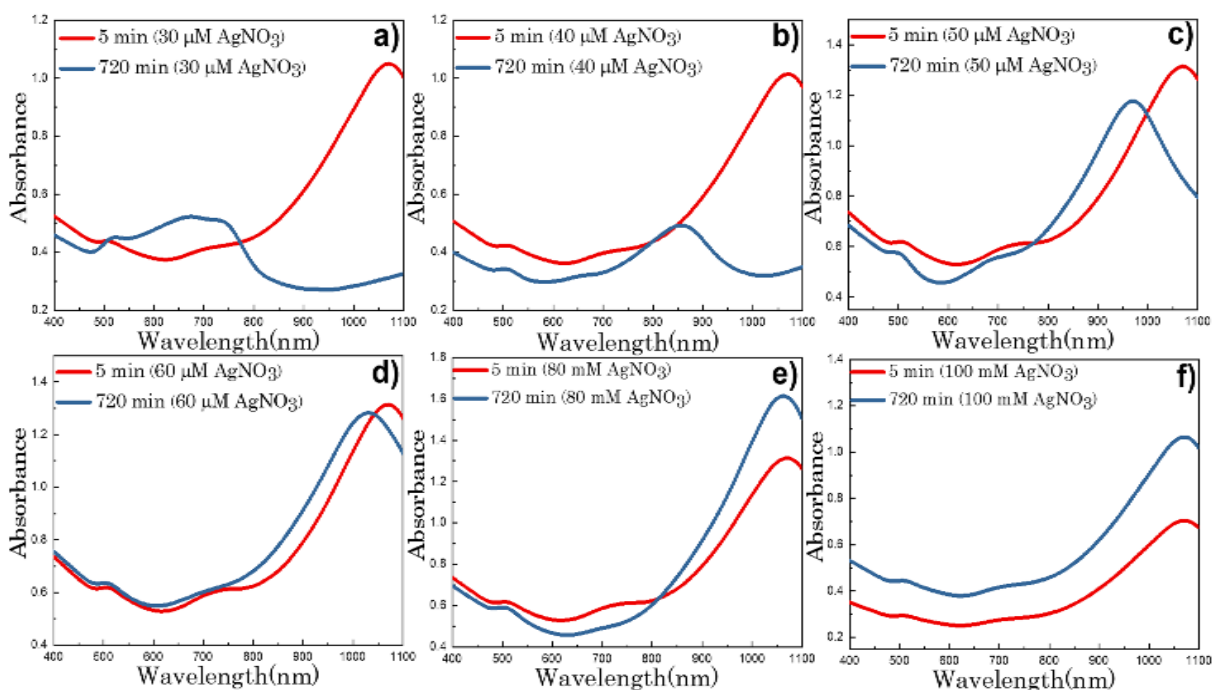 a)
5 min (30 µM AgNO3)
720 min (30 µM AgNO3)
Absorbance
1.2
1.0
0.8
0.6
0.4
0.2
400 500 600 700 800 900 1000 1100
Wavelength(nm)
b)
5 min (40 µM AgNO3)
720 min (40 µM AgNO3)
Absorbance
1.2
1.0
0.8
0.6
0.4
0.2
400 500 600 700 800 900 1000 1100
Wavelength(nm)
c)
5 min (50 µM AgNO3)
720 min (50 µM AgNO3)
Absorbance
1.4
1.2
1.0
0.8
0.6
0.4
400 500 600 700 800 900 1000 1100
Wavelength(nm)
d)
5 min (60 µM AgNO3)
720 min (60 µM AgNO3)
Absorbance
1.4
1.2
1.0
0.8
0.6
0.4
400 500 600 700 800 900 1000 1100
Wavelength(nm)
e)
5 min (80 mM AgNO3)
720 min (80 mM AgNO3)
Absorbance
1.8
1.6
1.4
1.2
1.0
0.8
0.6
0.4
400 500 600 700 800 900 1000 1100
Wavelength(nm)
f)
5 min (100 mM AgNO3)
720 min (100 mM AgNO3)
Absorbance
1.4
1.2
1.0
0.8
0.6
0.4
0.2
400 500 600 700 800 900 1000 1100
Wavelength(nm)